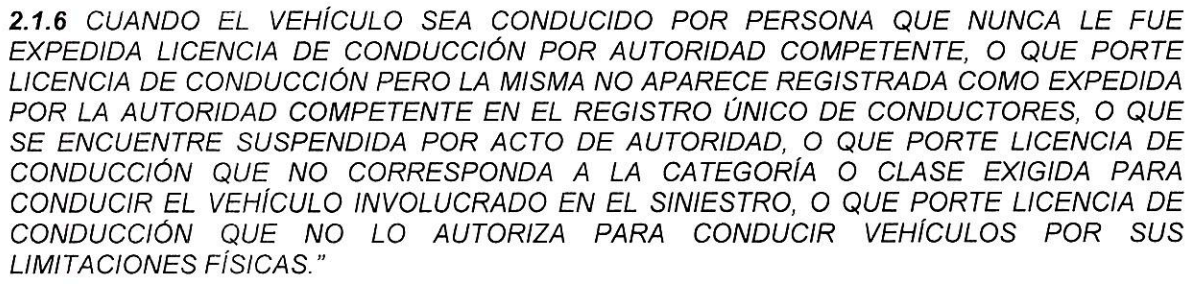 2.1.6 CUANDO EL VEHÍCULO SEA CONDUCIDO POR PERSONA QUE NUNCA LE FUE
EXPEDIDA LICENCIA DE CONDUCCIÓN POR AUTORIDAD COMPETENTE, O QUE PORTE
LICENCIA DE CONDUCCIÓN PERO LA MISMA NO APARECE REGISTRADA COMO EXPEDIDA
POR LA AUTORIDAD COMPETENTE EN EL REGISTRO ÚNICO DE CONDUCTORES, O QUE
SE ENCUENTRE SUSPENDIDA POR ACTO DE AUTORIDAD, O QUE PORTE LICENCIA DE
CONDUCCIÓN QUE NO CORRESPONDA A LA CATEGORÍA O CLASE EXIGIDA PARA
CONDUCIR EL VEHÍCULO INVOLUCRADO EN EL SINIESTRO, O QUE PORTE LICENCIA DE
CONDUCCIÓN QUE NO LO AUTORIZA PARA CONDUCIR VEHÍCULOS POR SUS
LIMITACIONES FÍSICAS."